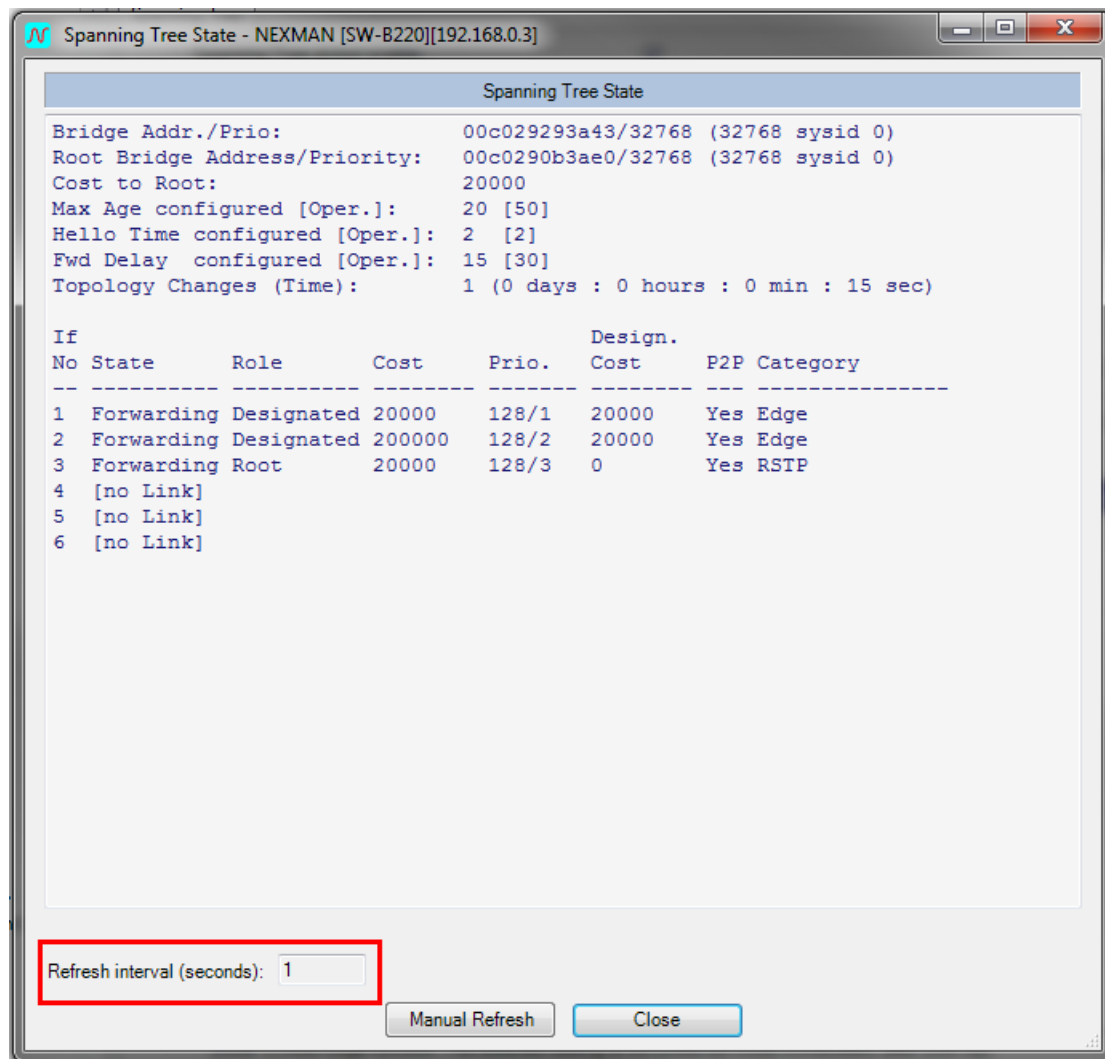 Spanning Tree State - NEXMAN [SW-B220][192.168.0.3]
Spanning Tree State
Bridge Addr./Prio: 00c029293a43/32768 (32768 sysid 0)
Root Bridge Address/Priority: 00c0290b3ae0/32768 (32768 sysid 0)
Cost to Root: 20000
Max Age configured [Oper.]: 20 [50]
Hello Time configured [Oper.]: 2 [2]
Fwd Delay configured [Oper.]: 15 [30]
Topology Changes (Time): 1 (0 days : 0 hours : 0 min : 15 sec)
If Design.
No State Role Cost Prio. Cost P2P Category
-- ---------- ---------- -------- ------- -------- --- ---------------
1 Forwarding Designated 20000 128/1 20000 Yes Edge
2 Forwarding Designated 200000 128/2 20000 Yes Edge
3 Forwarding Root 20000 128/3 0 Yes RSTP
4 [no Link]
5 [no Link]
6 [no Link]
Refresh interval (seconds): 1
Manual Refresh Close